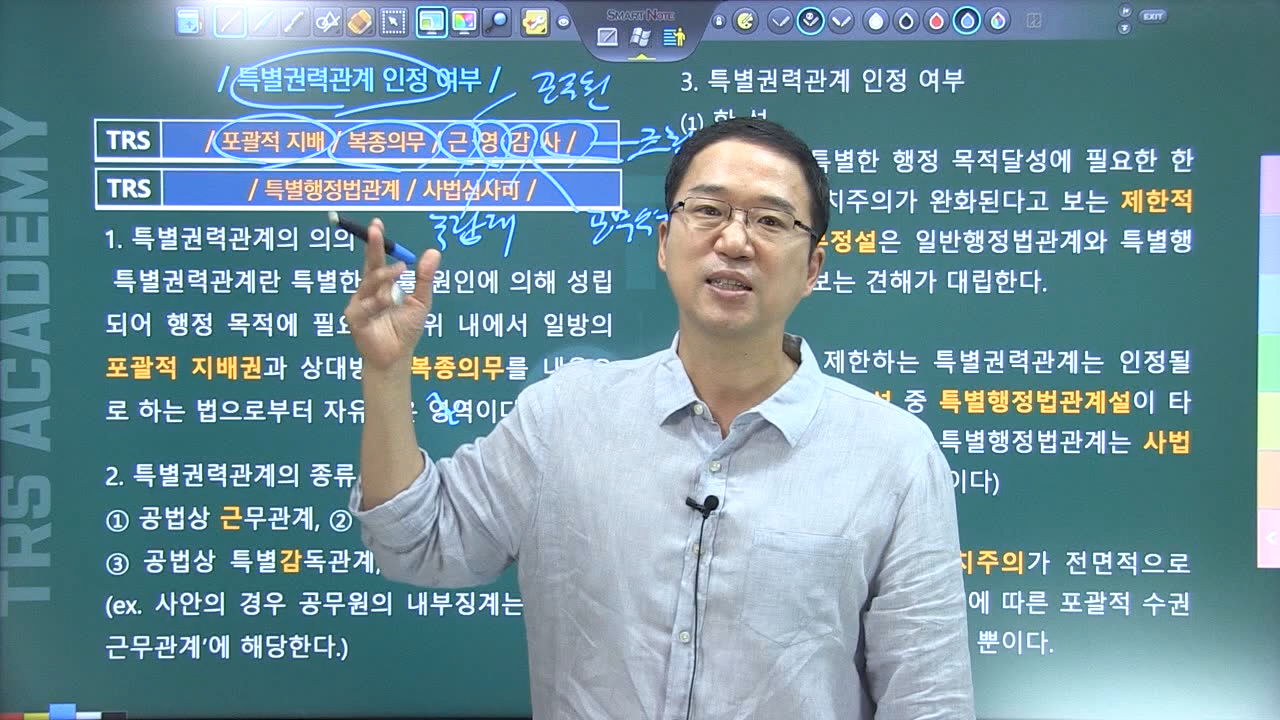 SMART NOTE
EXIT
TRS ACADEMY
/ 특별권력관계 인정 여부 /
TRS / 포괄적 지배 / 복종의무 / 근 영 감 사 /
TRS / 특별행정법관계 / 사법심사
1. 특별권력관계의 의의
특별권력관계란 특별한 원인에 의해 성립
되어 행정 목적에 필요 위 내에서 일방의
포괄적 지배권과 상대방 복종의무를
로 하는 법으로부터 자유 영역이다
2. 특별권력관계의 종류
① 공법상 근무관계, ②
③ 공법상 특별감독관계,
(ex. 사안의 경우 공무원의 내부징계는
근무관계’에 해당한다.)
3. 특별권력관계 인정 여부
(1) 학 설
특별한 행정 목적달성에 필요한 한
치주의가 완화된다고 보는 제한적
부정설은 일반행정법관계와 특별행
보는 견해가 대립한다.
제한하는 특별권력관계는 인정될
중 특별행정법관계설이 타
특별행정법관계는 사법
이다)
치주의가 전면적으로
에 따른 포괄적 수권
뿐이다.